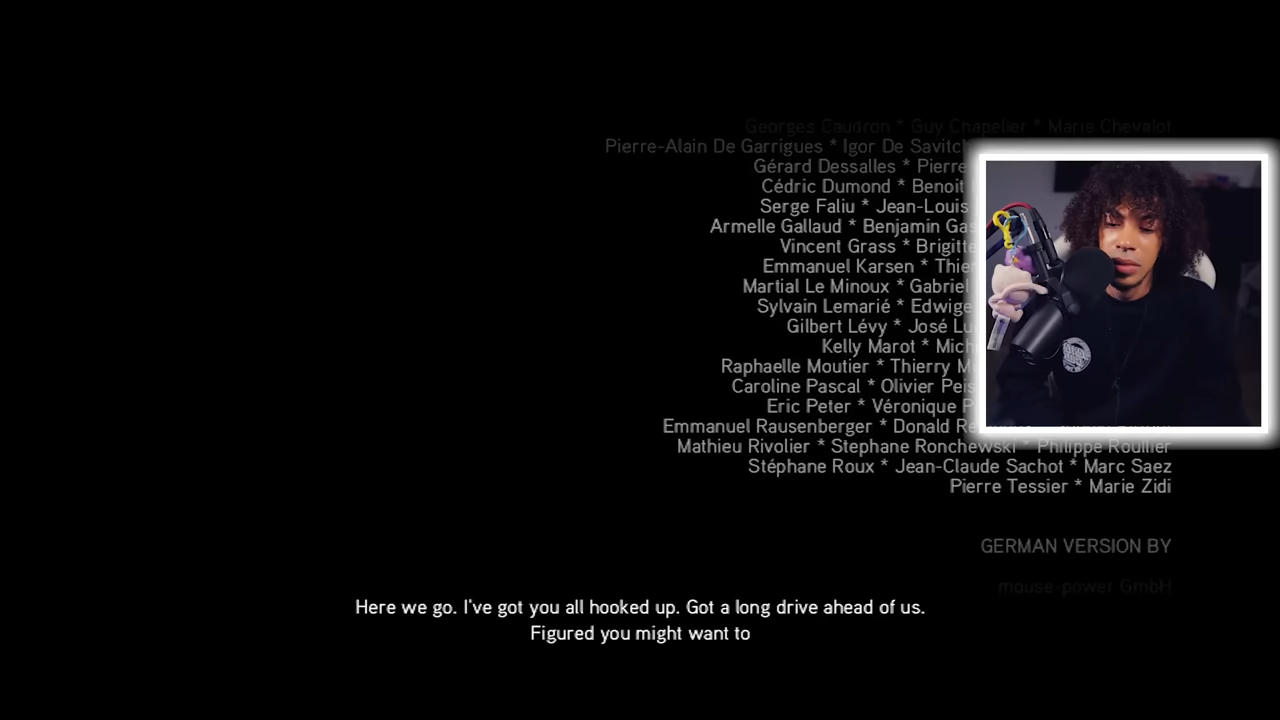 Georges Caudron * Guy Chapelier * Marie Chevalot
Pierre-Alain De Garrigues * Igor De Savitch
Gérard Dessalles * Pierre
Cédric Dumond * Benoit
Serge Faliu * Jean-Louis
Armelle Gallaud * Benjamin Gas
Vincent Grass * Brigitte
Emmanuel Karsen * Thier
Martial Le Minoux * Gabriel
Sylvain Lemarié * Edwige
Gilbert Lévy * José Lu
Kelly Marot * Mich
Raphaelle Moutier * Thierry M
Caroline Pascal * Olivier Peis
Eric Peter * Véronique P
Emmanuel Rausenberger * Donald Re
Mathieu Rivolier * Stephane Ronchewski * Philippe Roullier
Stéphane Roux * Jean-Claude Sachot * Marc Saez
Pierre Tessier * Marie Zidi
GERMAN VERSION BY
mouse-power GmbH
Here we go. I've got you all hooked up. Got a long drive ahead of us.
Figured you might want to